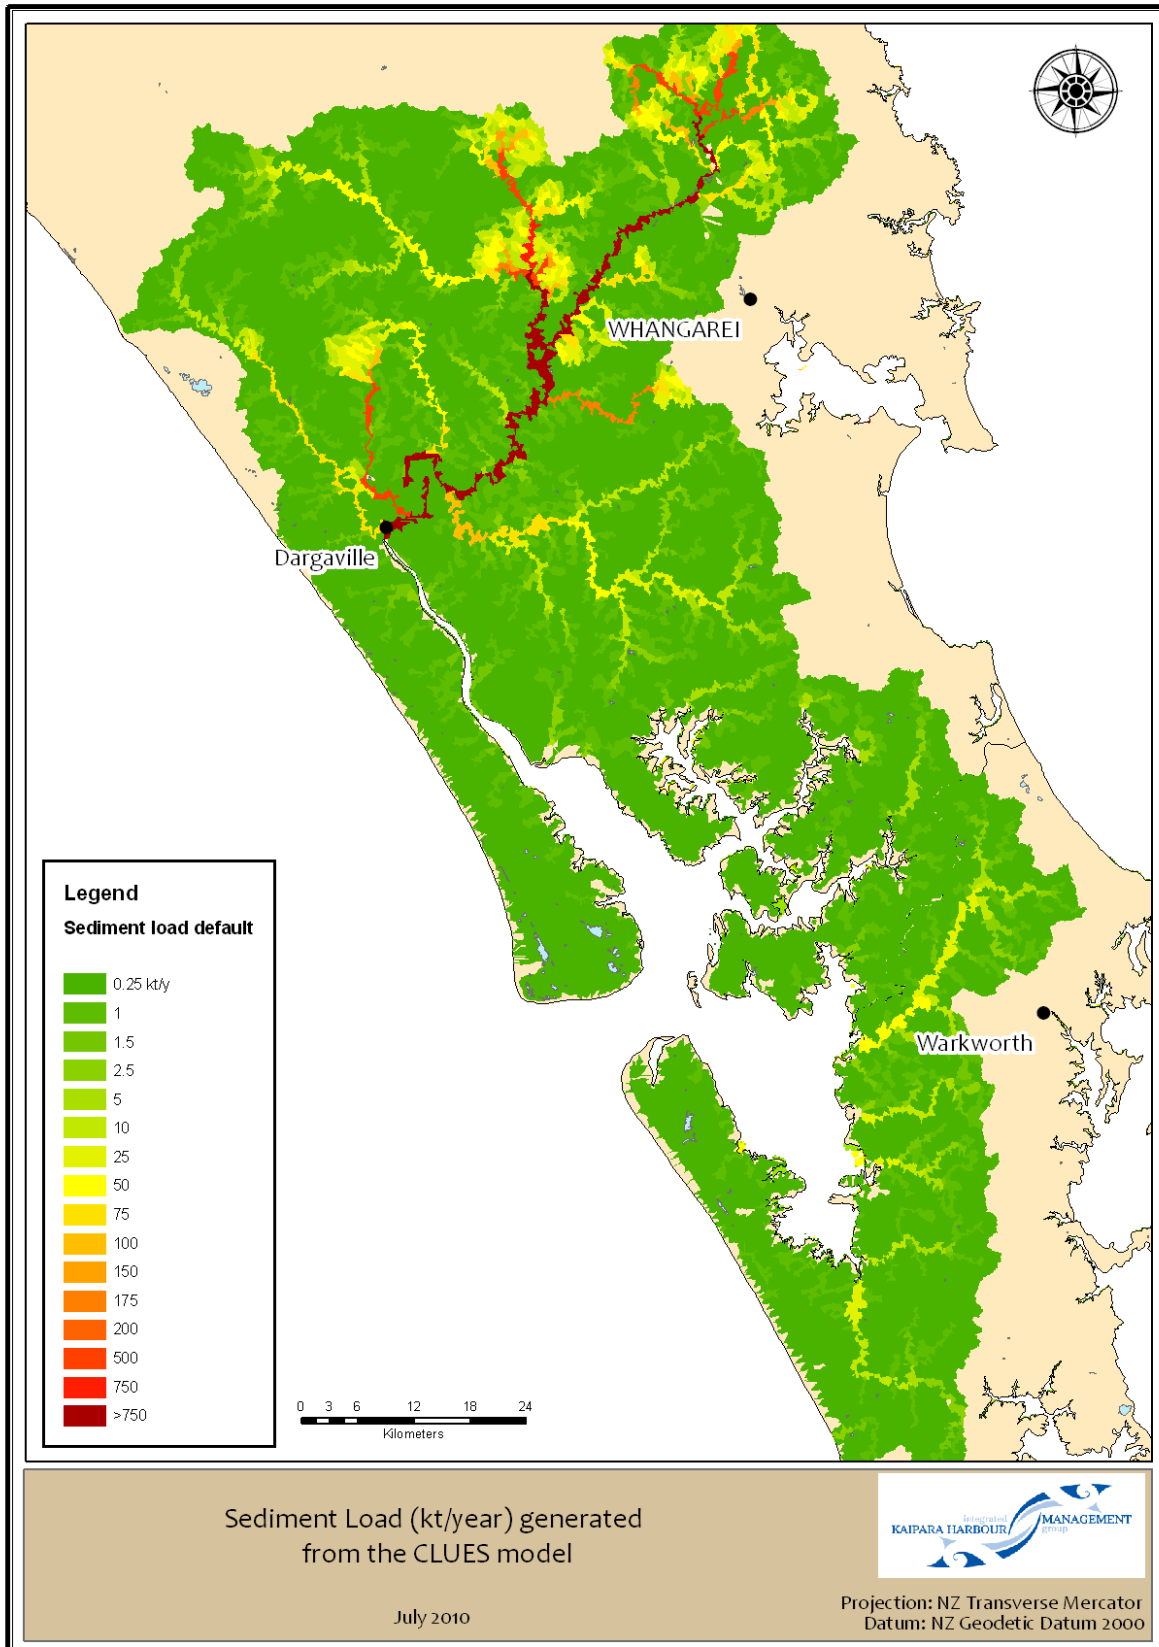 WHANGAREI
Dargaville
Warkworth
Legend
Sediment load default
0.25 kt/y
1
1.5
2.5
5
10
25
50
75
100
150
175
200
500
750
>750
0 3 6 12 18 24
Kilometers
Sediment Load (kt/year) generated
from the CLUES model
July 2010
integrated
KAIPARA HARBOUR MANAGEMENT
group
Projection: NZ Transverse Mercator
Datum: NZ Geodetic Datum 2000